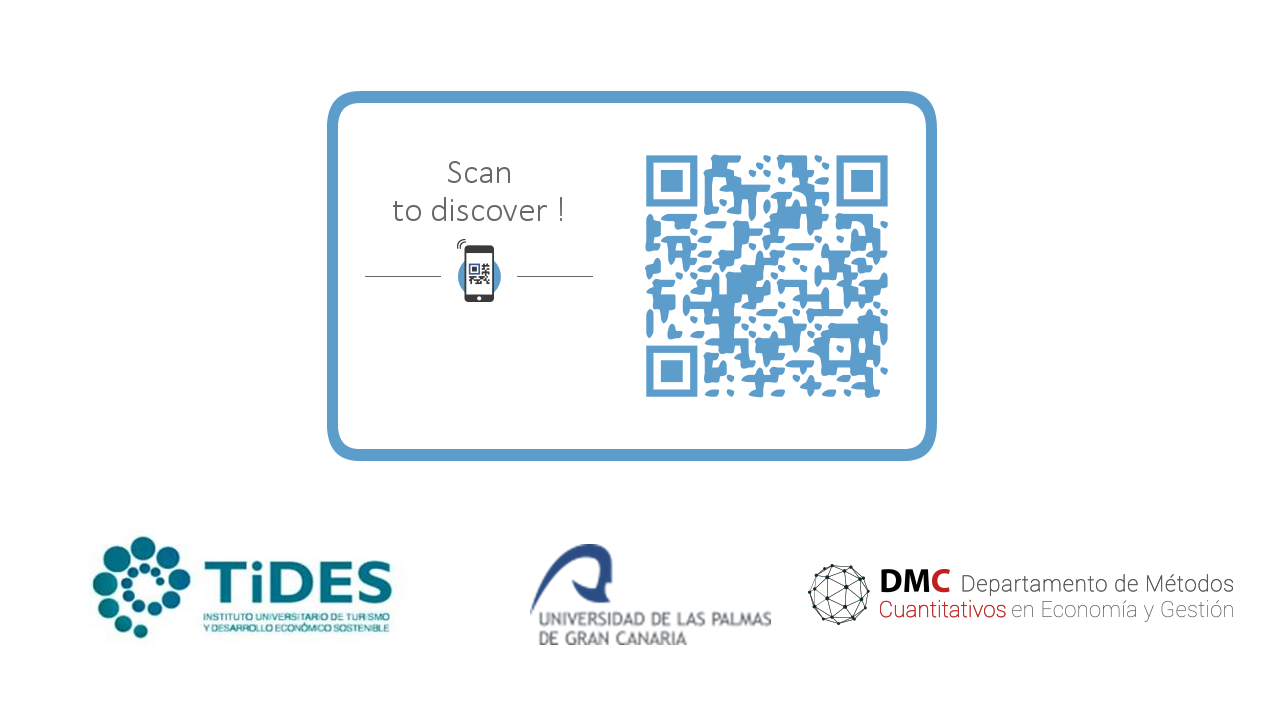 Scan
to discover !
TiDES
INSTITUTO UNIVERSITARIO DE TURISMO
Y DESARROLLO ECONÓMICO SOSTENIBLE
UNIVERSIDAD DE LAS PALMAS
DE GRAN CANARIA
DMC Departamento de Métodos
Cuantitativos en Economía y Gestión